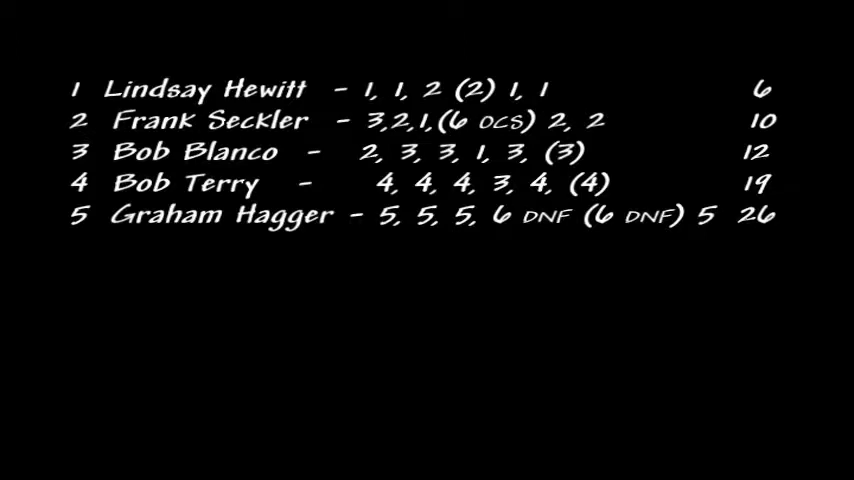 1 Lindsay Hewitt - 1, 1, 2 (2) 1, 1 6
2 Frank Seckler - 3,2,1,(6 OCS) 2, 2 10
3 Bob Blanco - 2, 3, 3, 1, 3, (3) 12
4 Bob Terry - 4, 4, 4, 3, 4, (4) 19
5 Graham Hagger - 5, 5, 5, 6 DNF (6 DNF) 5 26